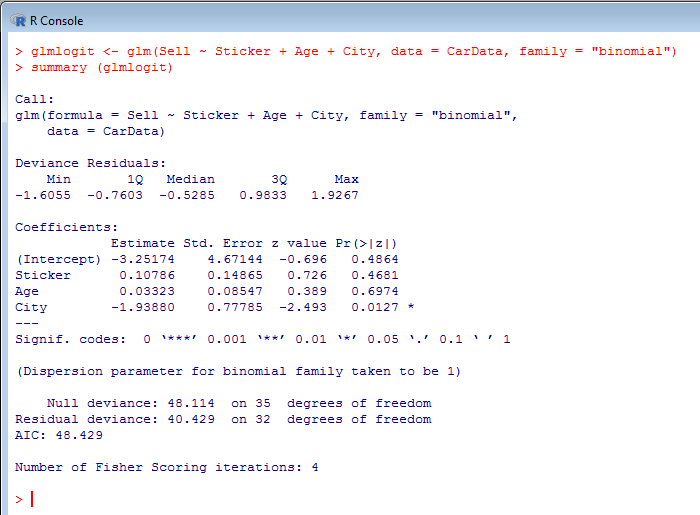 R Console
> glmlogit <- glm(Sell ~ Sticker + Age + City, data = CarData, family = "binomial")
> summary (glmlogit)
Call:
glm(formula = Sell ~ Sticker + Age + City, family = "binomial",
    data = CarData)
Deviance Residuals:
    Min       1Q   Median       3Q      Max
-1.6055  -0.7603  -0.5285   0.9833   1.9267
Coefficients:
            Estimate Std. Error z value Pr(>|z|)
(Intercept) -3.25174    4.67144  -0.696   0.4864
Sticker      0.10786    0.14865   0.726   0.4681
Age          0.03323    0.08547   0.389   0.6974
City        -1.93880    0.77785  -2.493   0.0127 *
---
Signif. codes:  0 ‘***’ 0.001 ‘**’ 0.01 ‘*’ 0.05 ‘.’ 0.1 ‘ ’ 1
(Dispersion parameter for binomial family taken to be 1)
    Null deviance: 48.114  on 35  degrees of freedom
Residual deviance: 40.429  on 32  degrees of freedom
AIC: 48.429
Number of Fisher Scoring iterations: 4
>